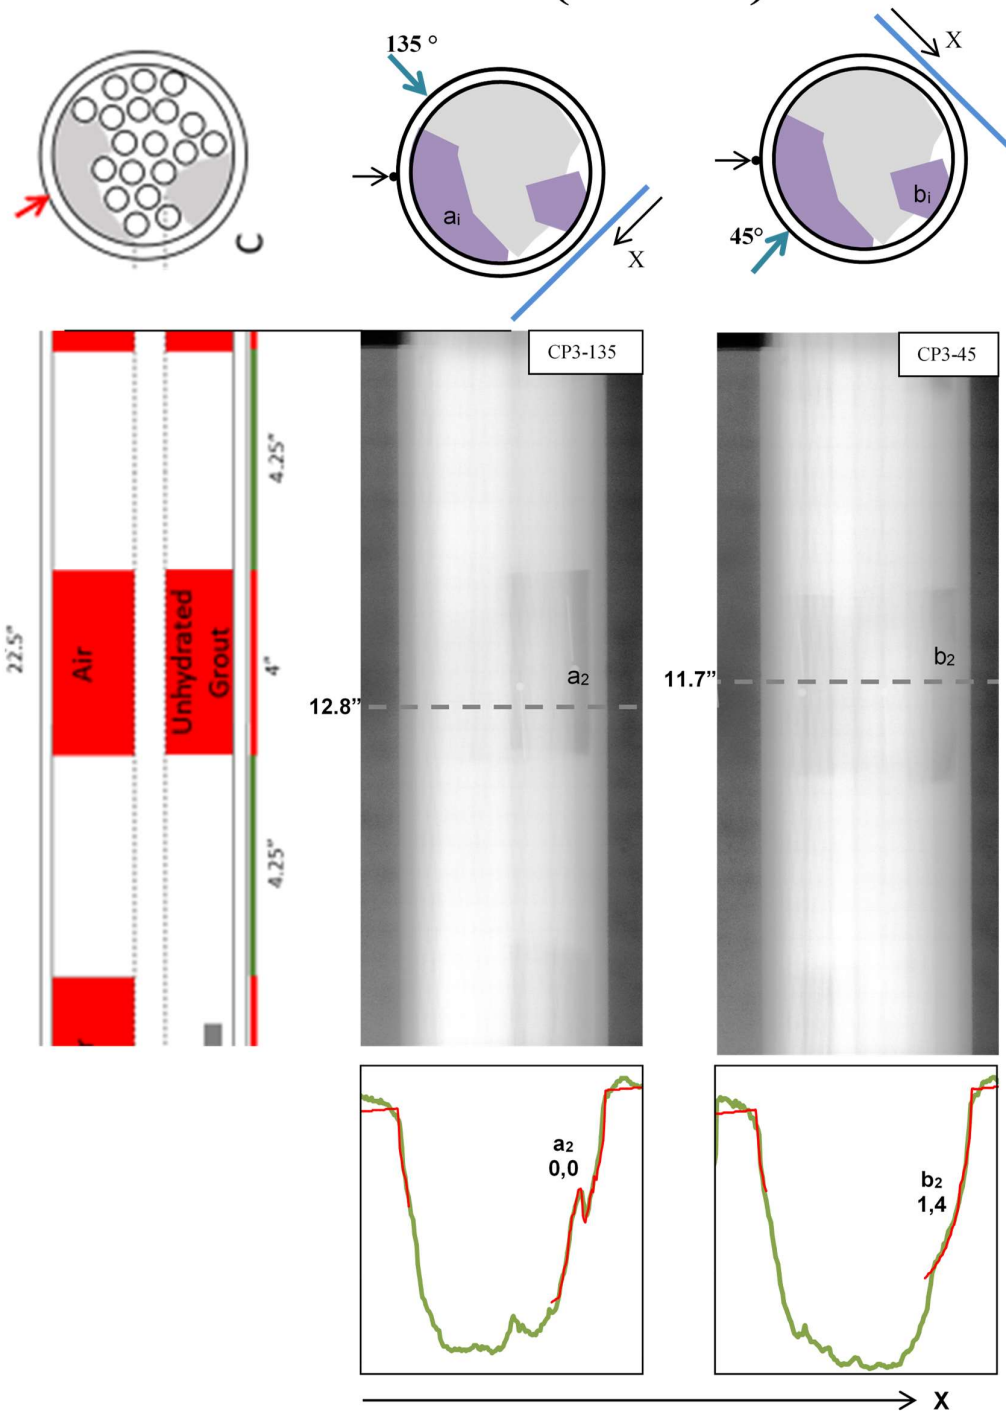 135 °
X
X
aᵢ
bᵢ
45°
C
CP3-135
CP3-45
4.25"
22.5"
Air
Unhydrated
Grout
4"
a₂
b₂
12.8"
11.7"
4.25"
a₂
0,0
b₂
1,4
X